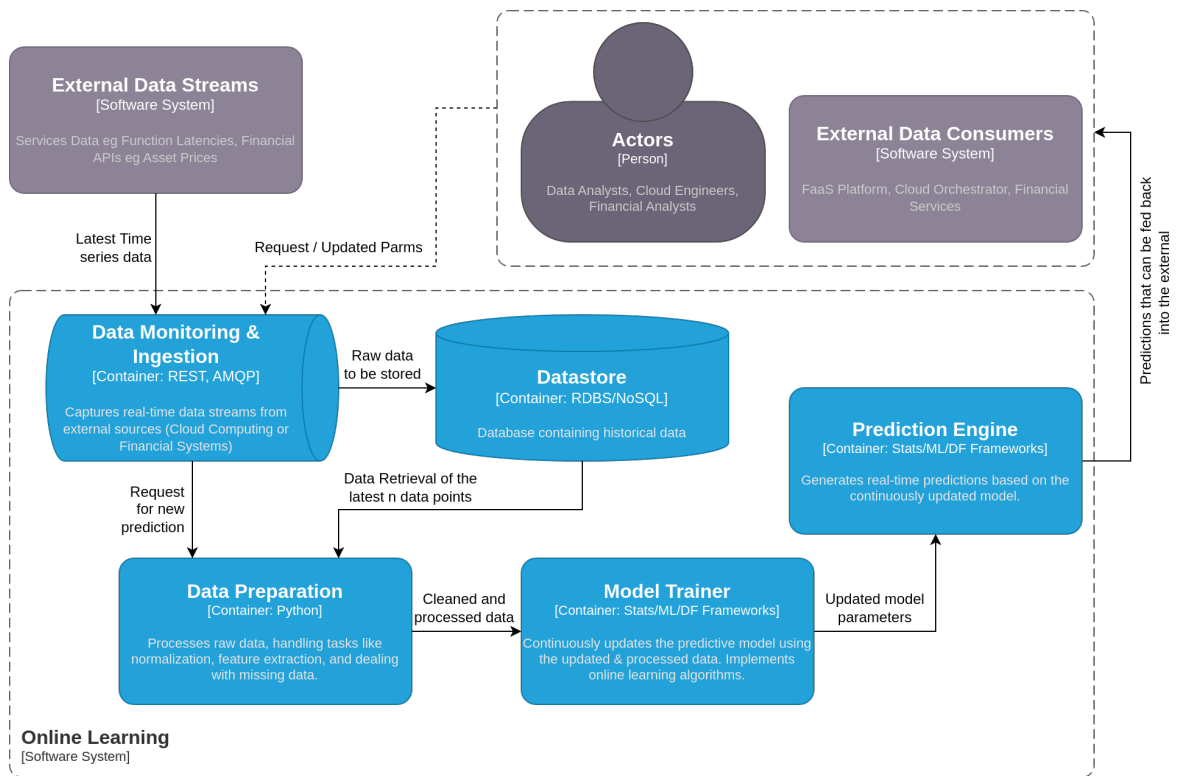 External Data Streams
[Software System]
Services Data eg Function Latencies, Financial
APIs eg Asset Prices
Actors
[Person]
Data Analysts, Cloud Engineers,
Financial Analysts
External Data Consumers
[Software System]
FaaS Platform, Cloud Orchestrator, Financial
Services
Latest Time
series data
Request / Updated Parms
Predictions that can be fed back
into the external
Data Monitoring &
Ingestion
[Container: REST, AMQP]
Captures real-time data streams from
external sources (Cloud Computing or
Financial Systems)
Raw data
to be stored
Datastore
[Container: RDBS/NoSQL]
Database containing historical data
Prediction Engine
[Container: Stats/ML/DF Frameworks]
Generates real-time predictions based on the
continuously updated model.
Request
for new
prediction
Data Retrieval of the
latest n data points
Data Preparation
[Container: Python]
Processes raw data, handling tasks like
normalization, feature extraction, and dealing
with missing data.
Cleaned and
processed data
Model Trainer
[Container: Stats/ML/DF Frameworks]
Continuously updates the predictive model using
the updated & processed data. Implements
online learning algorithms.
Updated model
parameters
Online Learning
[Software System]